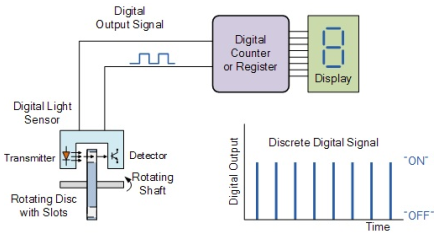 Digital
Output Signal
Digital
Counter
or Register
Display
Digital Light
Sensor
Transmitter
Detector
Rotating
Shaft
Rotating Disc
with Slots
Discrete Digital Signal
Digital Output
"ON"
"OFF"
Time